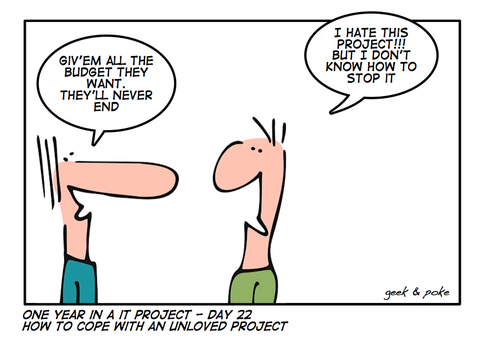 GIV'EM ALL THE
BUDGET THEY
WANT.
THEY'LL NEVER
END
I HATE THIS
PROJECT!!!
BUT I DON'T
KNOW HOW TO
STOP IT
geek & poke
ONE YEAR IN A IT PROJECT - DAY 22
HOW TO COPE WITH AN UNLOVED PROJECT